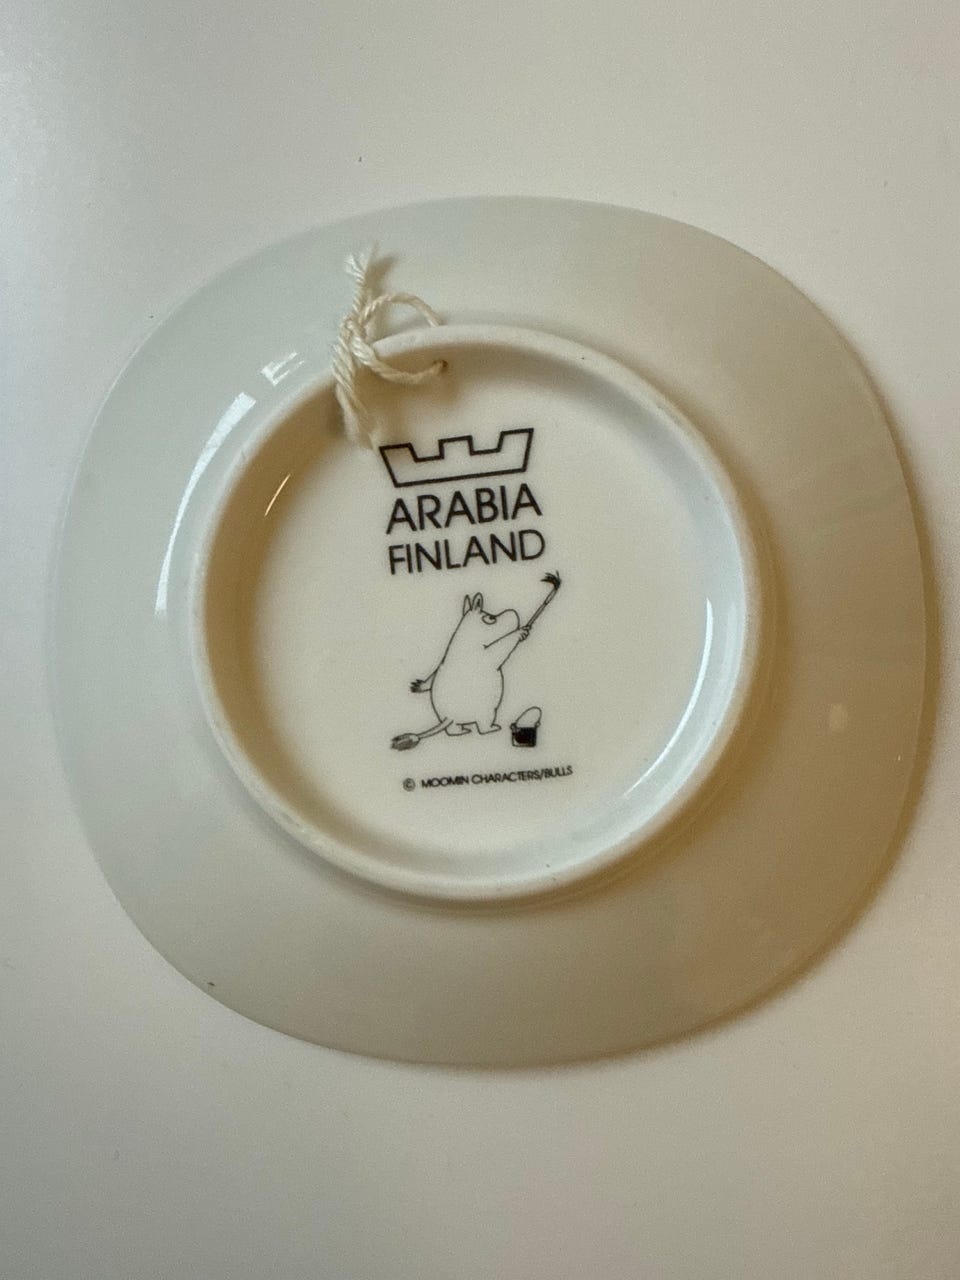 ARABIA
FINLAND
© MOOMIN CHARACTERS/BULLS